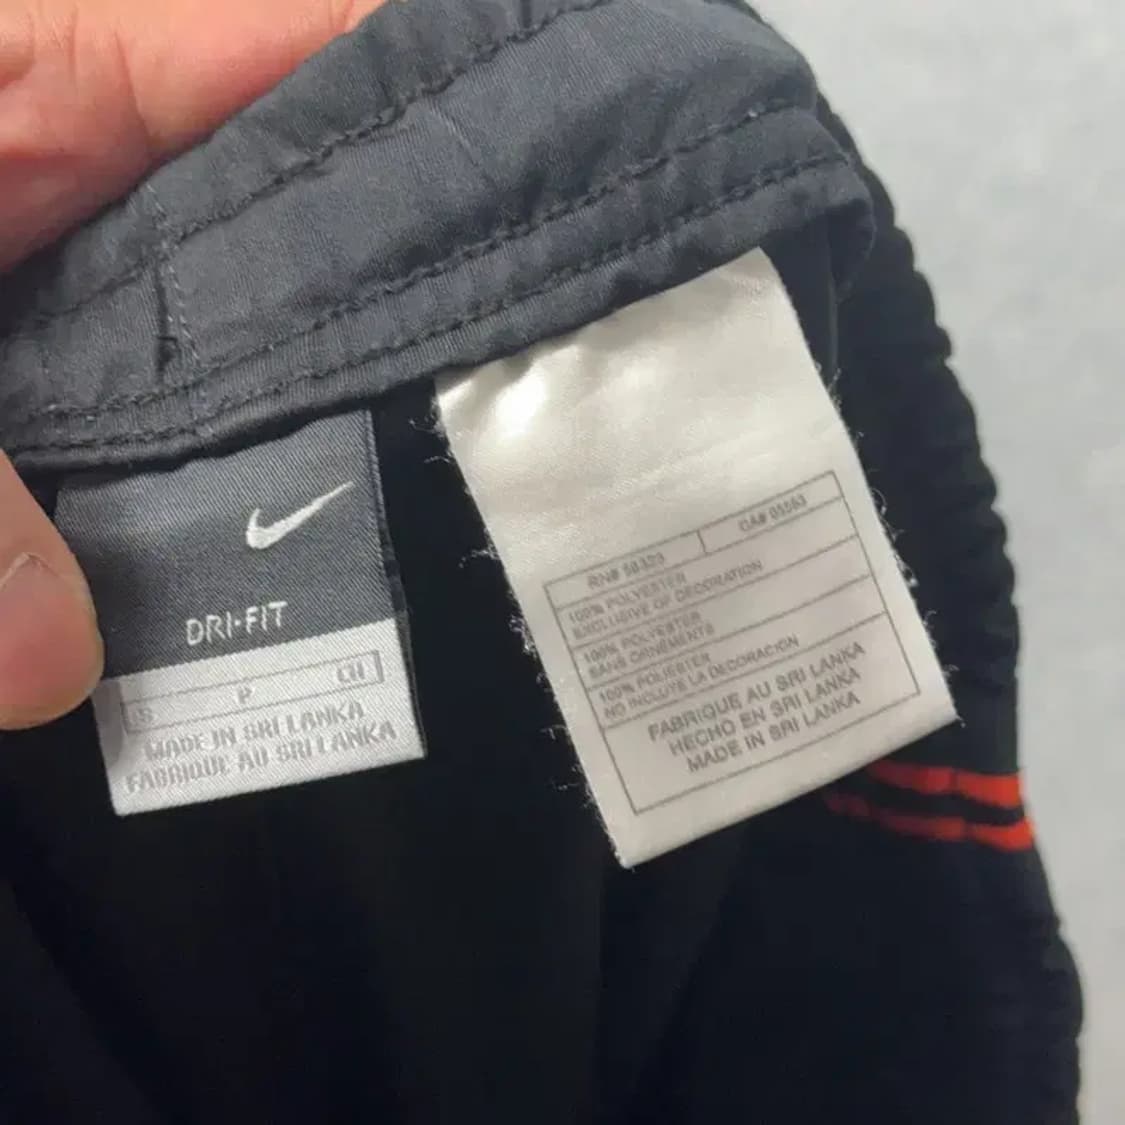 DRI-FIT
S P CH
MADE IN SRI LANKA
FABRIQUE AU SRI LANKA
RN# 56323 CA# 05553
100% POLYESTER
EXCLUSIVE OF DECORATION
100% POLYESTER
SANS ORNEMENTS
100% POLIESTER
NO INCLUYE LA DECORACION
FABRIQUE AU SRI LANKA
HECHO EN SRI LANKA
MADE IN SRI LANKA